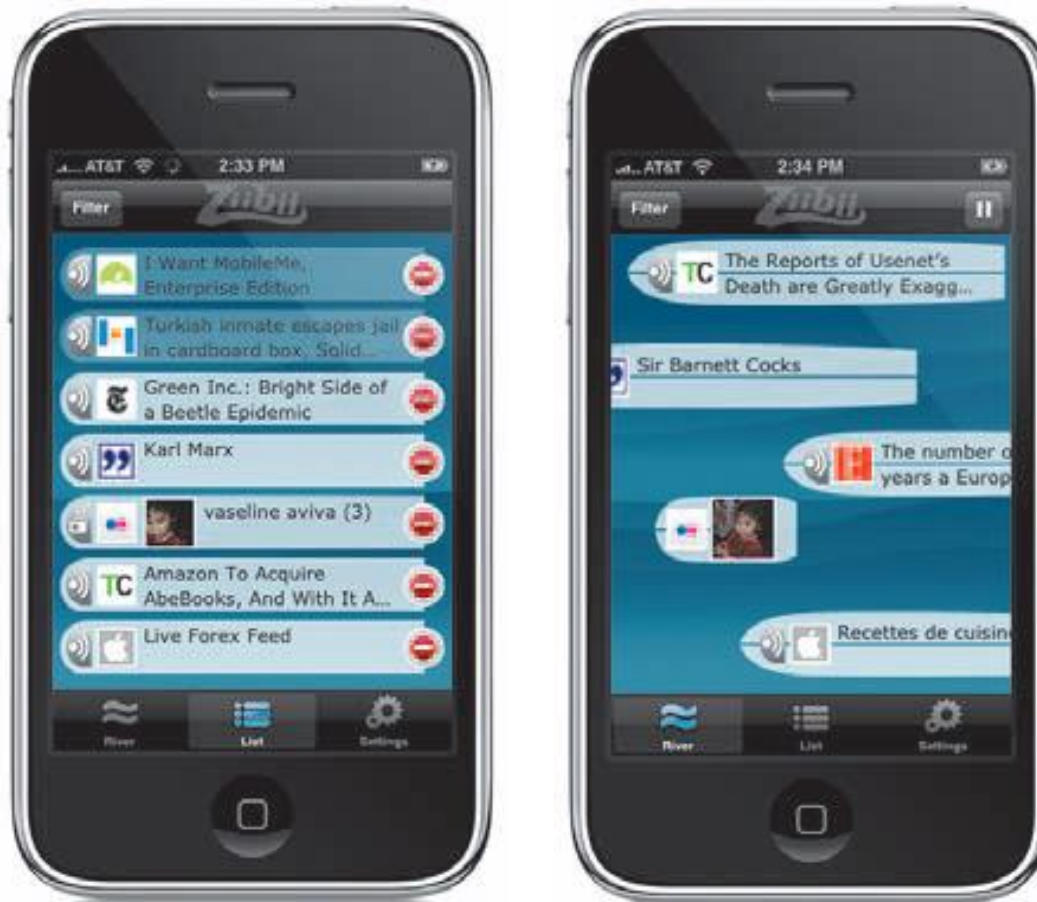 AT&T 2:33 PM
Filter Ziibii
I Want MobileMe,
Enterprise Edition
Turkish inmate escapes jail
in cardboard box, Solid...
Green Inc.: Bright Side of
a Beetle Epidemic
Karl Marx
vaseline aviva (3)
TC Amazon To Acquire
AbeBooks, And With It A...
Live Forex Feed
River List Settings
AT&T 2:34 PM
Filter Ziibii
TC The Reports of Usenet's
Death are Greatly Exagg...
Sir Barnett Cocks
The number o
years a Europ
Recettes de cuisin
River List Settings